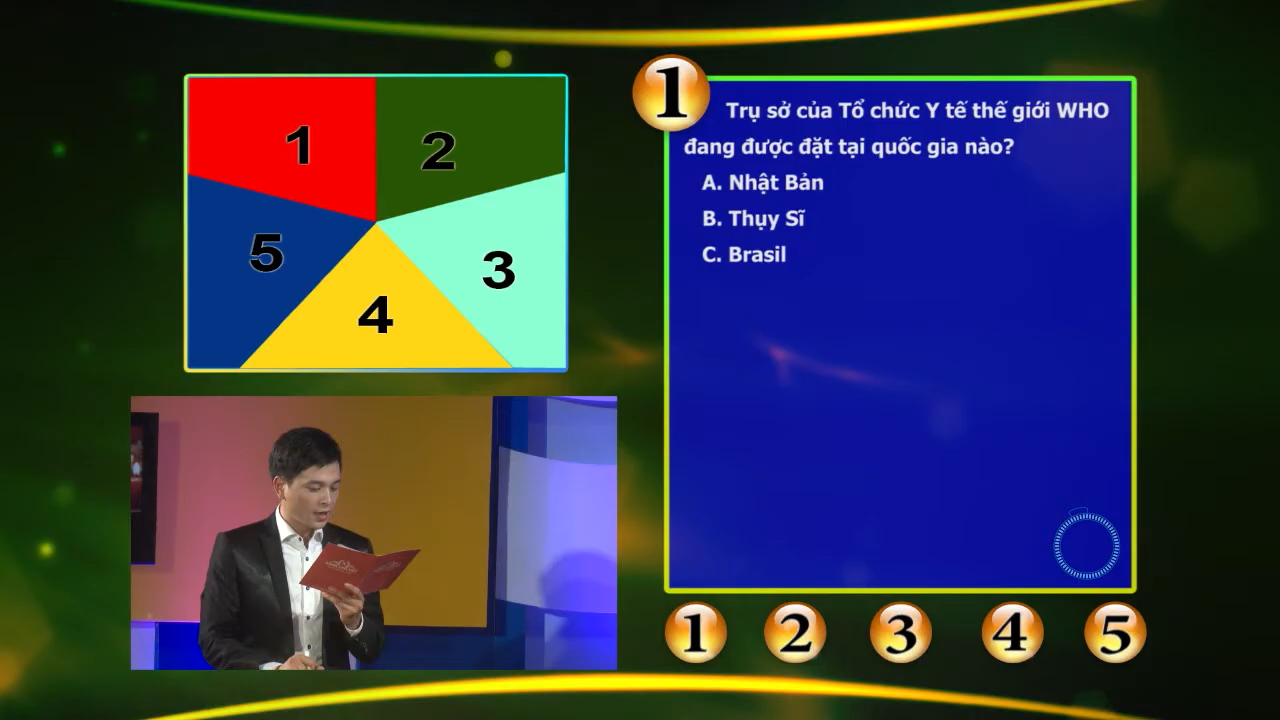 1
2
5
3
4
1
Trụ sở của Tổ chức Y tế thế giới WHO
đang được đặt tại quốc gia nào?
A. Nhật Bản
B. Thụy Sĩ
C. Brasil
1 2 3 4 5